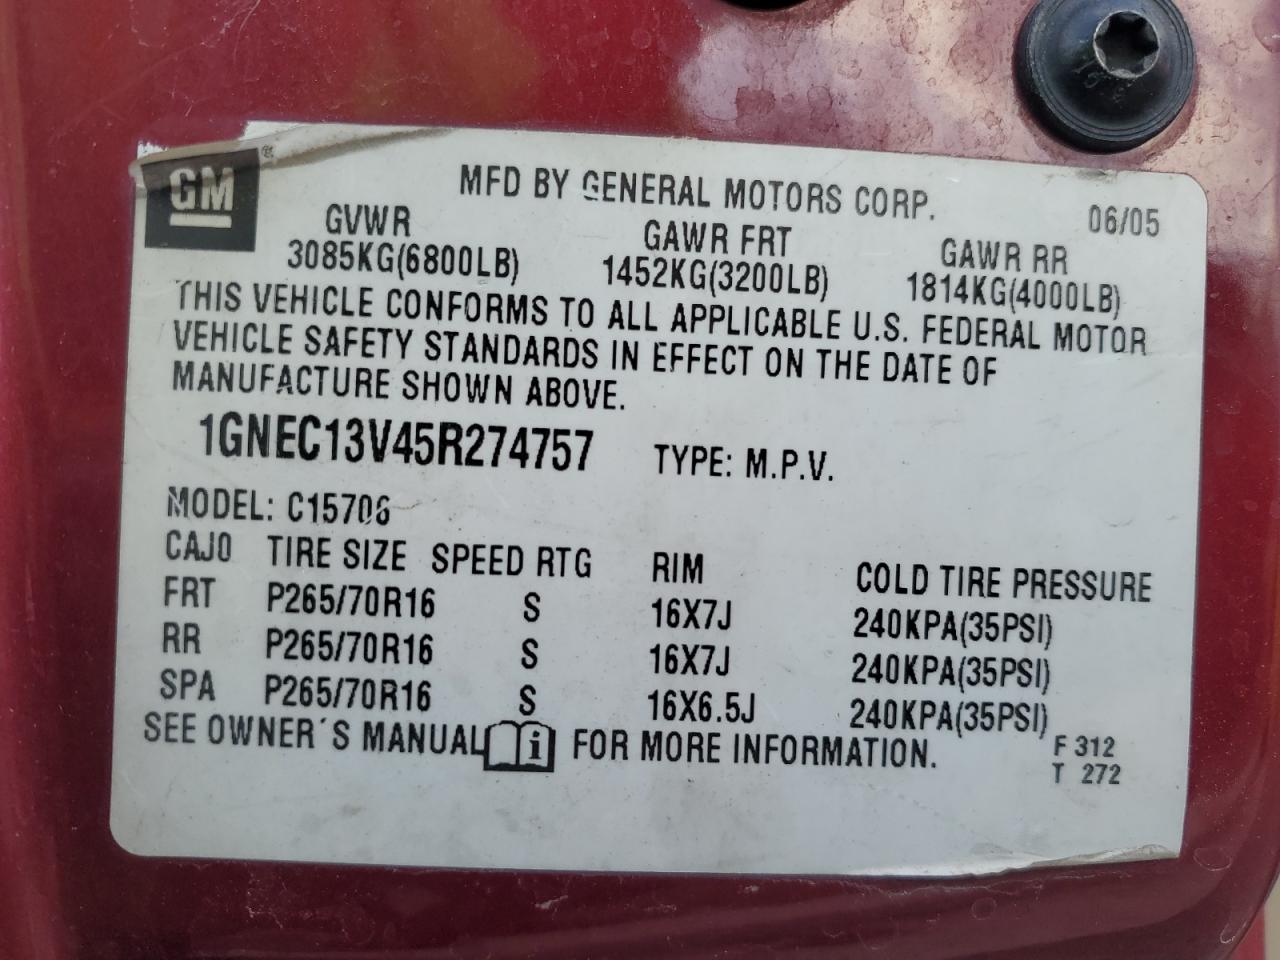 GM ®
MFD BY GENERAL MOTORS CORP. 06/05
GVWR GAWR FRT GAWR RR
3085KG(6800LB) 1452KG(3200LB) 1814KG(4000LB)
THIS VEHICLE CONFORMS TO ALL APPLICABLE U.S. FEDERAL MOTOR
VEHICLE SAFETY STANDARDS IN EFFECT ON THE DATE OF
MANUFACTURE SHOWN ABOVE.
1GNEC13V45R274757 TYPE: M.P.V.
MODEL: C15706
CAJ0 TIRE SIZE SPEED RTG RIM COLD TIRE PRESSURE
FRT P265/70R16 S 16X7J 240KPA(35PSI)
RR P265/70R16 S 16X7J 240KPA(35PSI)
SPA P265/70R16 S 16X6.5J 240KPA(35PSI)
SEE OWNER´S MANUAL i FOR MORE INFORMATION.
F 312
T 272